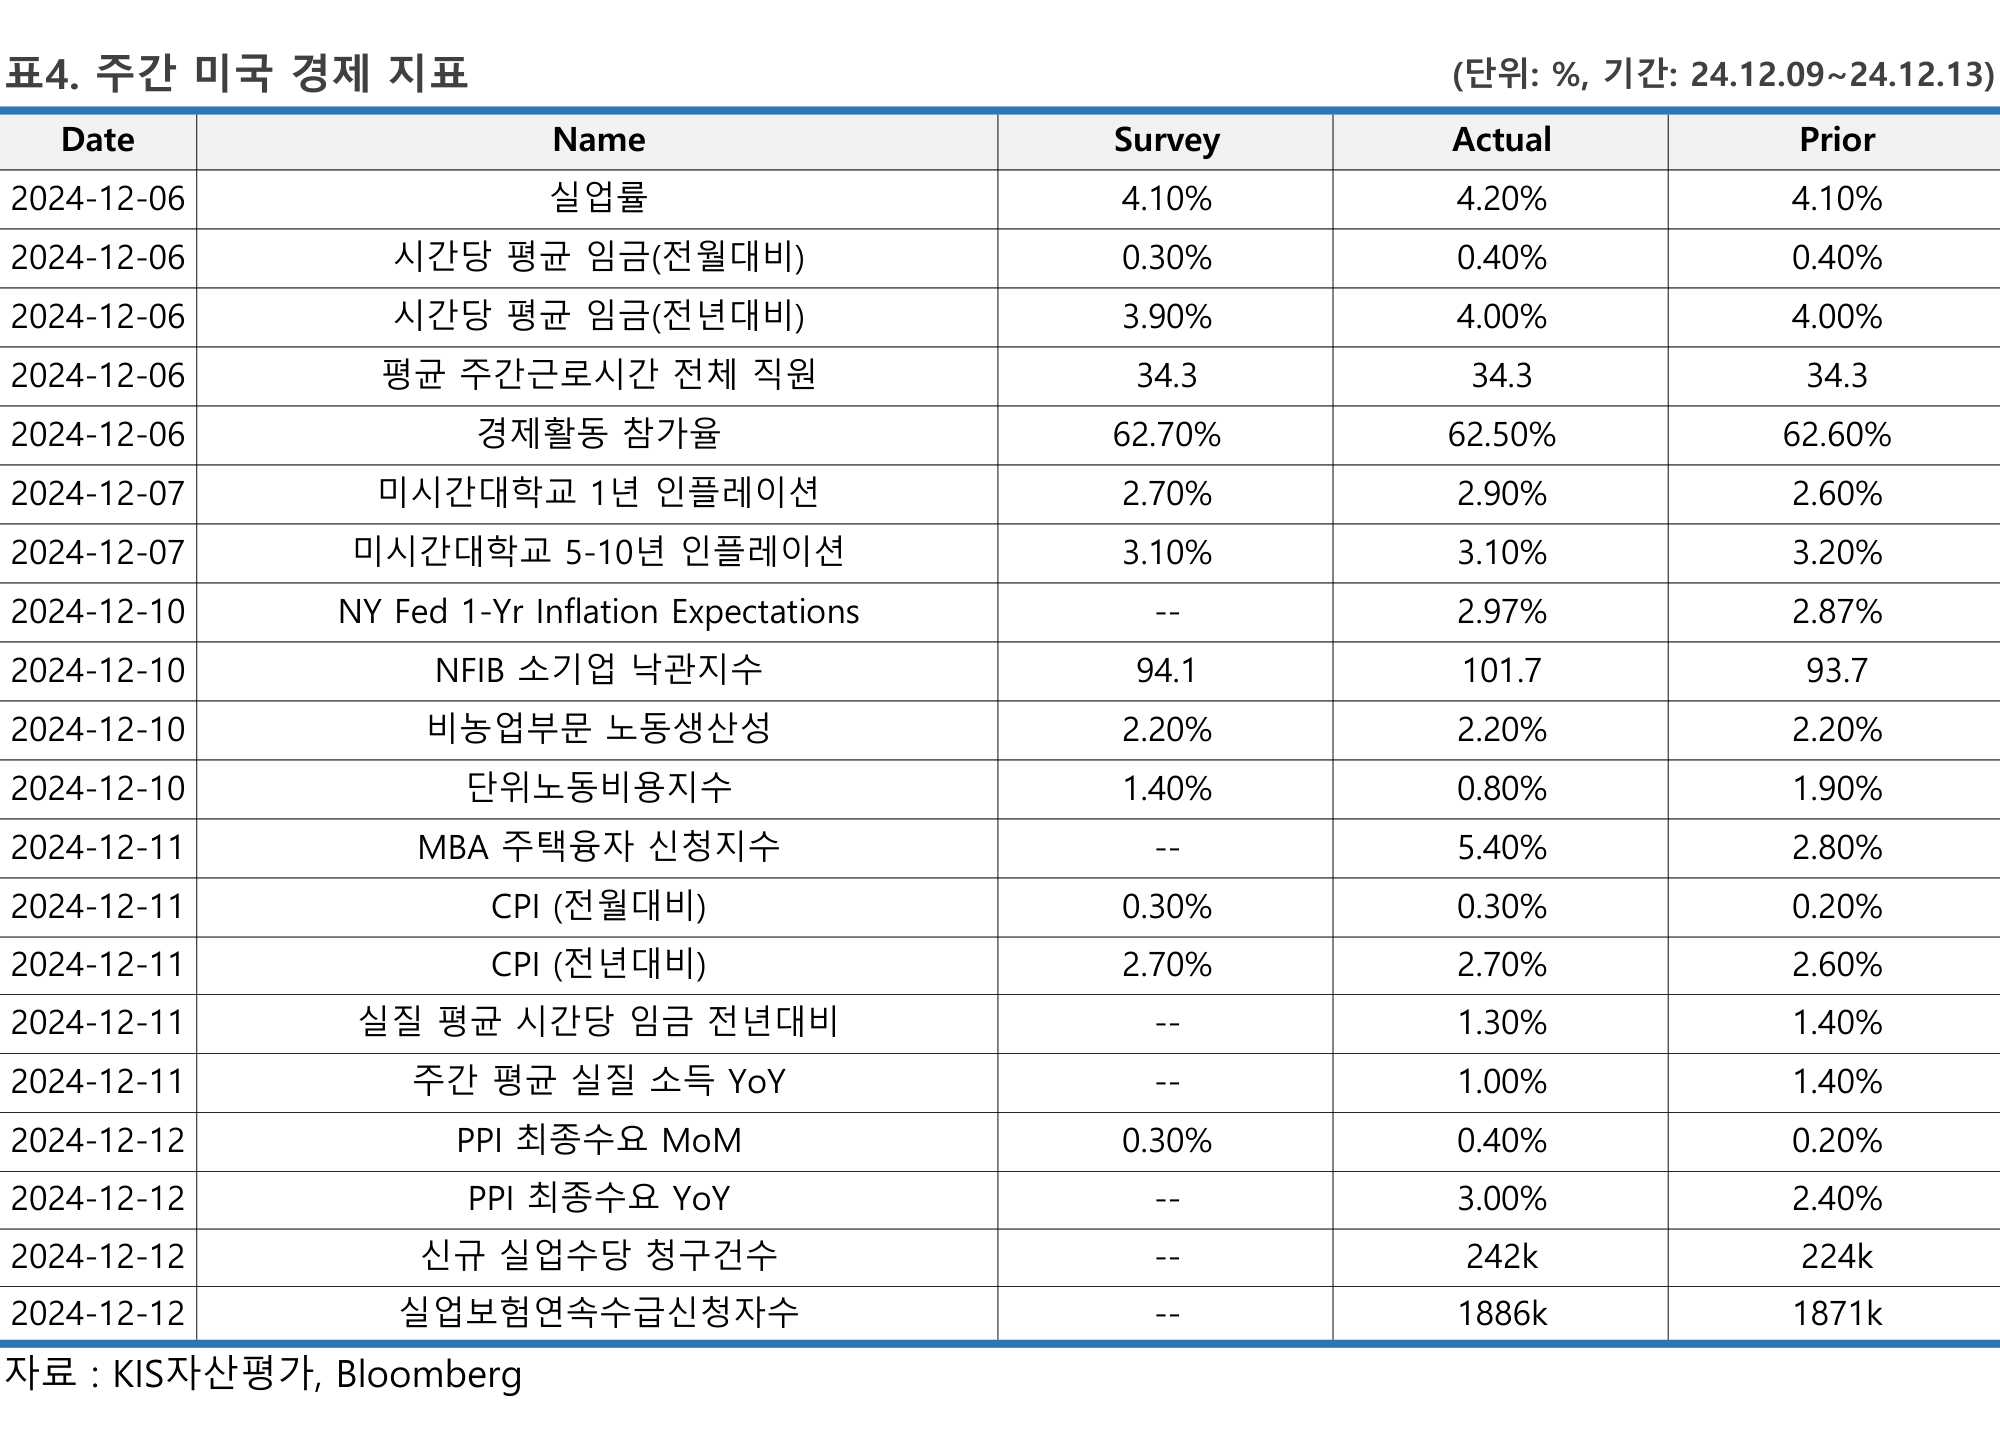 표4. 주간 미국 경제 지표 (단위: %, 기간: 24.12.09~24.12.13)
Date Name Survey Actual Prior
2024-12-06 실업률 4.10% 4.20% 4.10%
2024-12-06 시간당 평균 임금(전월대비) 0.30% 0.40% 0.40%
2024-12-06 시간당 평균 임금(전년대비) 3.90% 4.00% 4.00%
2024-12-06 평균 주간근로시간 전체 직원 34.3 34.3 34.3
2024-12-06 경제활동 참가율 62.70% 62.50% 62.60%
2024-12-07 미시간대학교 1년 인플레이션 2.70% 2.90% 2.60%
2024-12-07 미시간대학교 5-10년 인플레이션 3.10% 3.10% 3.20%
2024-12-10 NY Fed 1-Yr Inflation Expectations -- 2.97% 2.87%
2024-12-10 NFIB 소기업 낙관지수 94.1 101.7 93.7
2024-12-10 비농업부문 노동생산성 2.20% 2.20% 2.20%
2024-12-10 단위노동비용지수 1.40% 0.80% 1.90%
2024-12-11 MBA 주택융자 신청지수 -- 5.40% 2.80%
2024-12-11 CPI (전월대비) 0.30% 0.30% 0.20%
2024-12-11 CPI (전년대비) 2.70% 2.70% 2.60%
2024-12-11 실질 평균 시간당 임금 전년대비 -- 1.30% 1.40%
2024-12-11 주간 평균 실질 소득 YoY -- 1.00% 1.40%
2024-12-12 PPI 최종수요 MoM 0.30% 0.40% 0.20%
2024-12-12 PPI 최종수요 YoY -- 3.00% 2.40%
2024-12-12 신규 실업수당 청구건수 -- 242k 224k
2024-12-12 실업보험연속수급신청자수 -- 1886k 1871k
자료 : KIS자산평가, Bloomberg